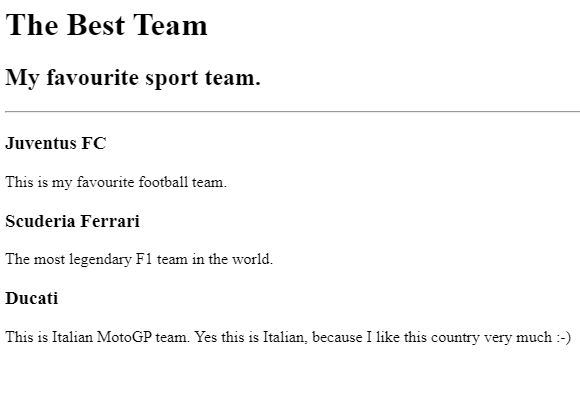 The Best Team
My favourite sport team.
Juventus FC
This is my favourite football team.
Scuderia Ferrari
The most legendary F1 team in the world.
Ducati
This is Italian MotoGP team. Yes this is Italian, because I like this country very much :-)